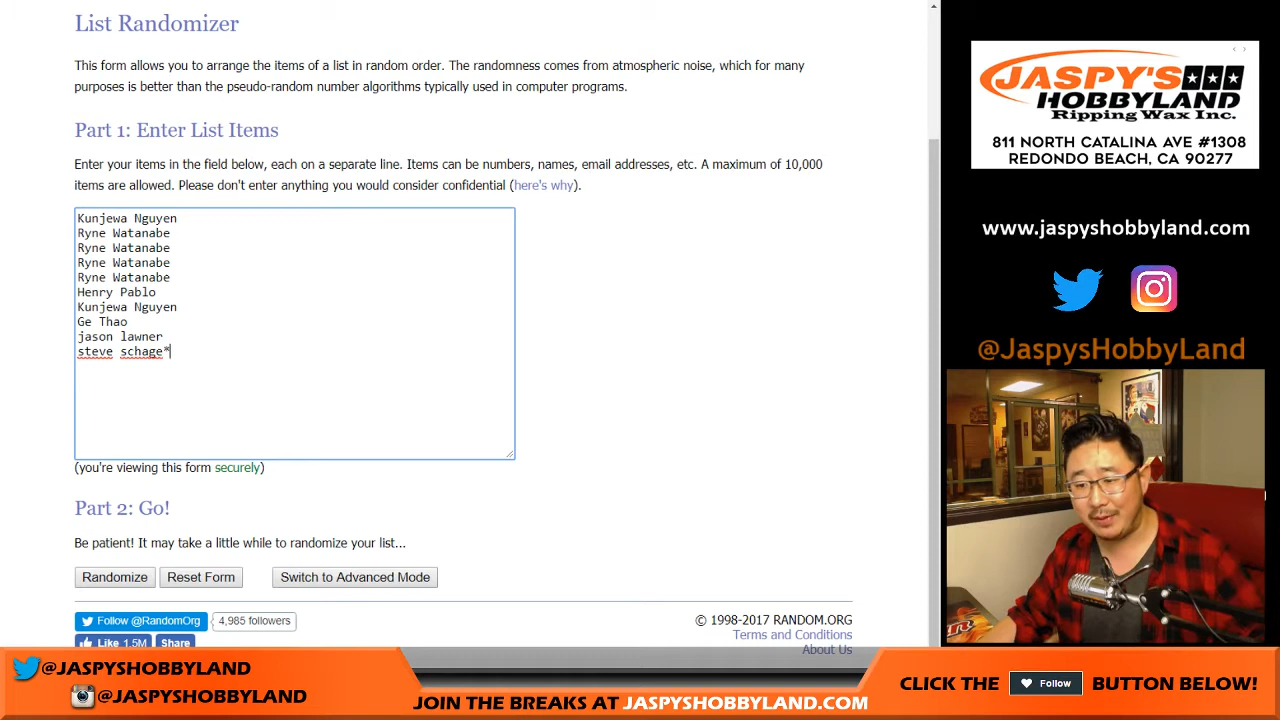 List Randomizer
This form allows you to arrange the items of a list in random order. The randomness comes from atmospheric noise, which for many
purposes is better than the pseudo-random number algorithms typically used in computer programs.
Part 1: Enter List Items
Enter your items in the field below, each on a separate line. Items can be numbers, names, email addresses, etc. A maximum of 10,000
items are allowed. Please don't enter anything you would consider confidential (here's why).
Kunjewa Nguyen
Ryne Watanabe
Ryne Watanabe
Ryne Watanabe
Ryne Watanabe
Henry Pablo
Kunjewa Nguyen
Ge Thao
jason lawner
steve schage*
(you're viewing this form securely)
Part 2: Go!
Be patient! It may take a little while to randomize your list...
Randomize Reset Form Switch to Advanced Mode
Follow @RandomOrg 4,985 followers
Like 1.5M Share
© 1998-2017 RANDOM.ORG
Terms and Conditions
About Us
JASPY'S
HOBBYLAND
Ripping Wax Inc.
811 NORTH CATALINA AVE #1308
REDONDO BEACH, CA 90277
www.jaspyshobbyland.com
@JaspysHobbyLand
@JASPYSHOBBYLAND
@JASPYSHOBBYLAND
JOIN THE BREAKS AT JASPYSHOBBYLAND.COM
CLICK THE Follow BUTTON BELOW!